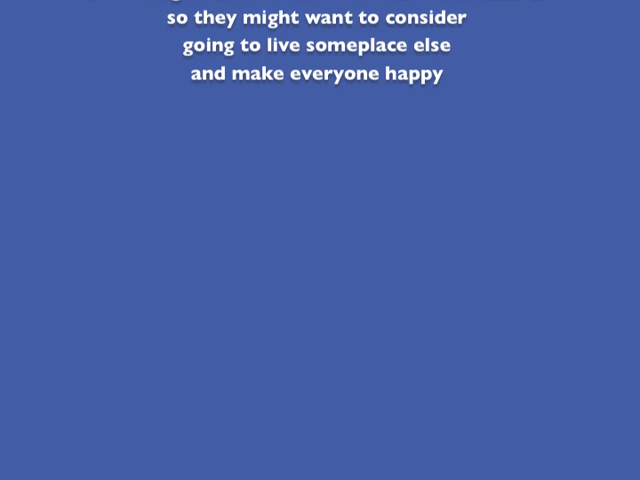 so they might want to consider
going to live someplace else
and make everyone happy